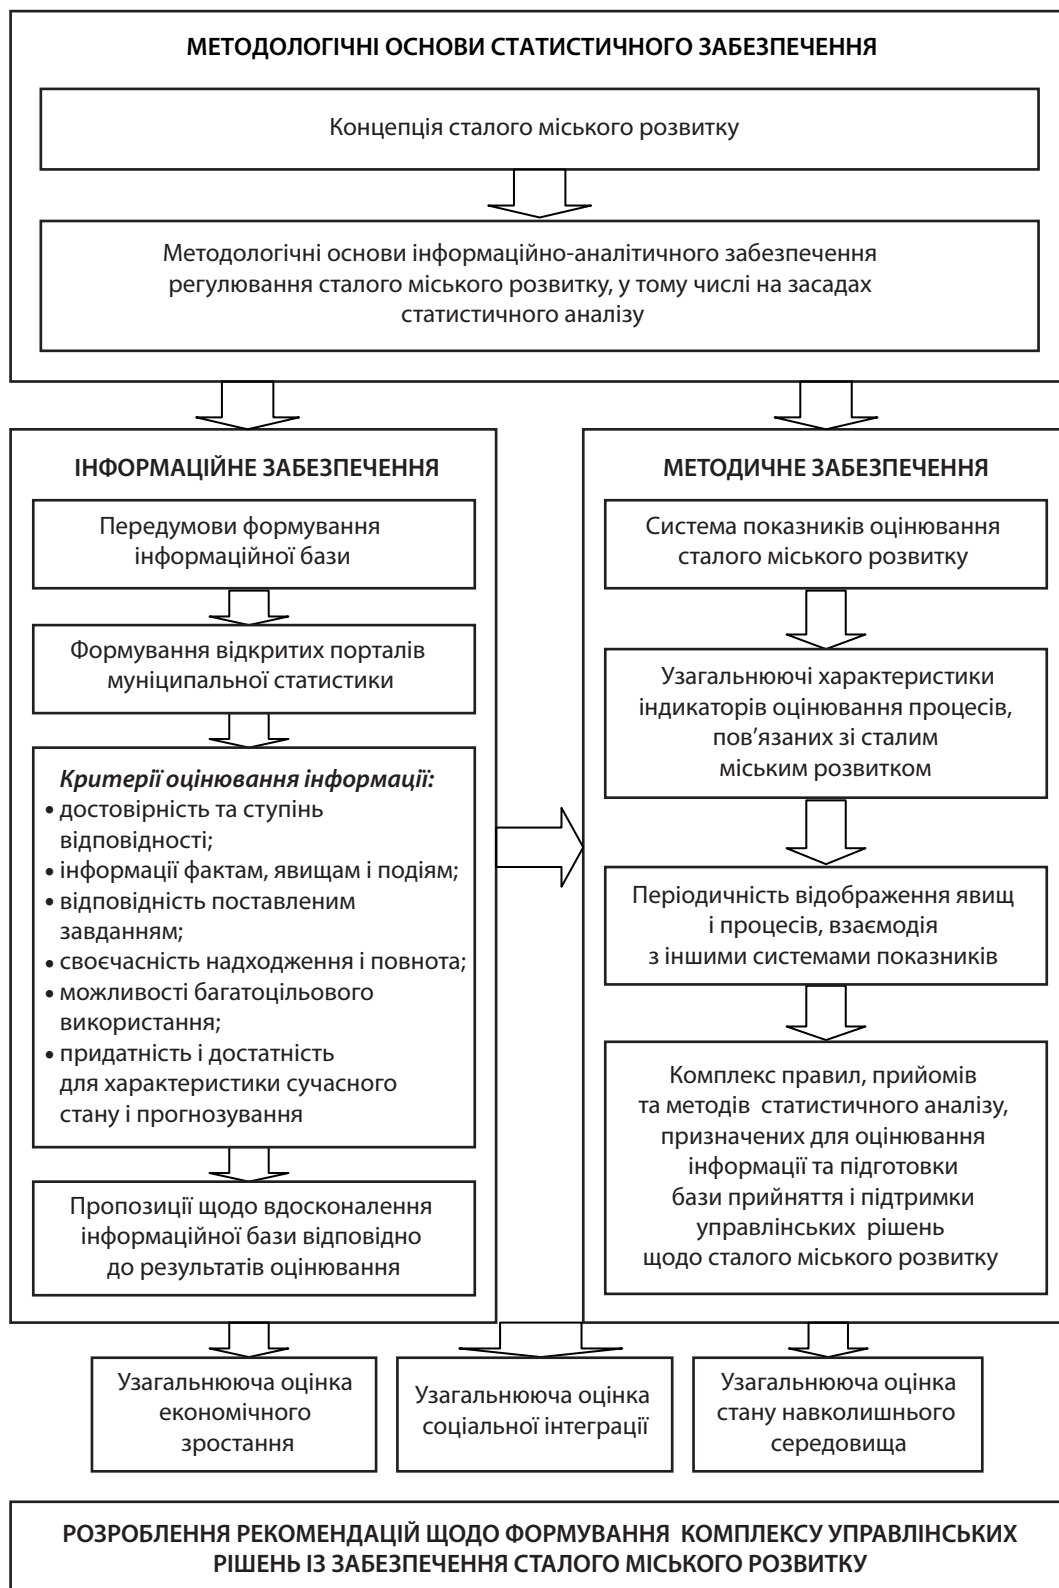 МЕТОДОЛОГІЧНІ ОСНОВИ СТАТИСТИЧНОГО ЗАБЕЗПЕЧЕННЯ
Концепція сталого міського розвитку
Методологічні основи інформаційно-аналітичного забезпечення
регулювання сталого міського розвитку, у тому числі на засадах
статистичного аналізу
ІНФОРМАЦІЙНЕ ЗАБЕЗПЕЧЕННЯ
Передумови формування
інформаційної бази
Формування відкритих порталів
муніципальної статистики
Критерії оцінювання інформації:
• достовірність та ступінь
відповідності;
• інформації фактам, явищам і подіям;
• відповідність поставленим
завданням;
• своєчасність надходження і повнота;
• можливості багатоцільового
використання;
• придатність і достатність
для характеристики сучасного
стану і прогнозування
Пропозиції щодо вдосконалення
інформаційної бази відповідно
до результатів оцінювання
МЕТОДИЧНЕ ЗАБЕЗПЕЧЕННЯ
Система показників оцінювання
сталого міського розвитку
Узагальнюючі характеристики
індикаторів оцінювання процесів,
пов’язаних зі сталим
міським розвитком
Періодичність відображення явищ
і процесів, взаємодія
з іншими системами показників
Комплекс правил, прийомів
та методів статистичного аналізу,
призначених для оцінювання
інформації та підготовки
бази прийняття і підтримки
управлінських рішень
щодо сталого міського розвитку
Узагальнююча оцінка
економічного
зростання
Узагальнююча оцінка
соціальної інтеграції
Узагальнююча оцінка
стану навколишнього
середовища
РОЗРОБЛЕННЯ РЕКОМЕНДАЦІЙ ЩОДО ФОРМУВАННЯ КОМПЛЕКСУ УПРАВЛІНСЬКИХ
РІШЕНЬ ІЗ ЗАБЕЗПЕЧЕННЯ СТАЛОГО МІСЬКОГО РОЗВИТКУ